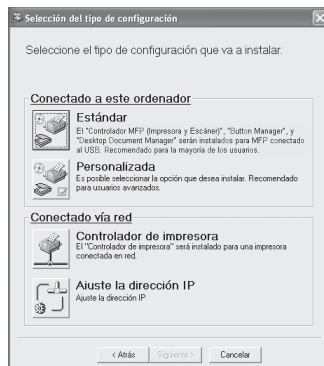 Selección del tipo de configuración
Seleccione el tipo de configuración que va a instalar.
Conectado a este ordenador
Estándar
El "Controlador MFP (Impresora y Escáner)", "Button Manager", y
"Desktop Document Manager" serán instalados para MFP conectado
al USB. Recomendado para la mayoría de los usuarios.
Personalizada
Es posible seleccionar la opción que desea instalar. Recomendado
para usuarios avanzados.
Conectado vía red
Controlador de impresora
El "Controlador de impresora" será instalado para una impresora
conectada en red.
Ajuste la dirección IP
Ajuste la dirección IP
< Atrás
Siguiente >
Cancelar